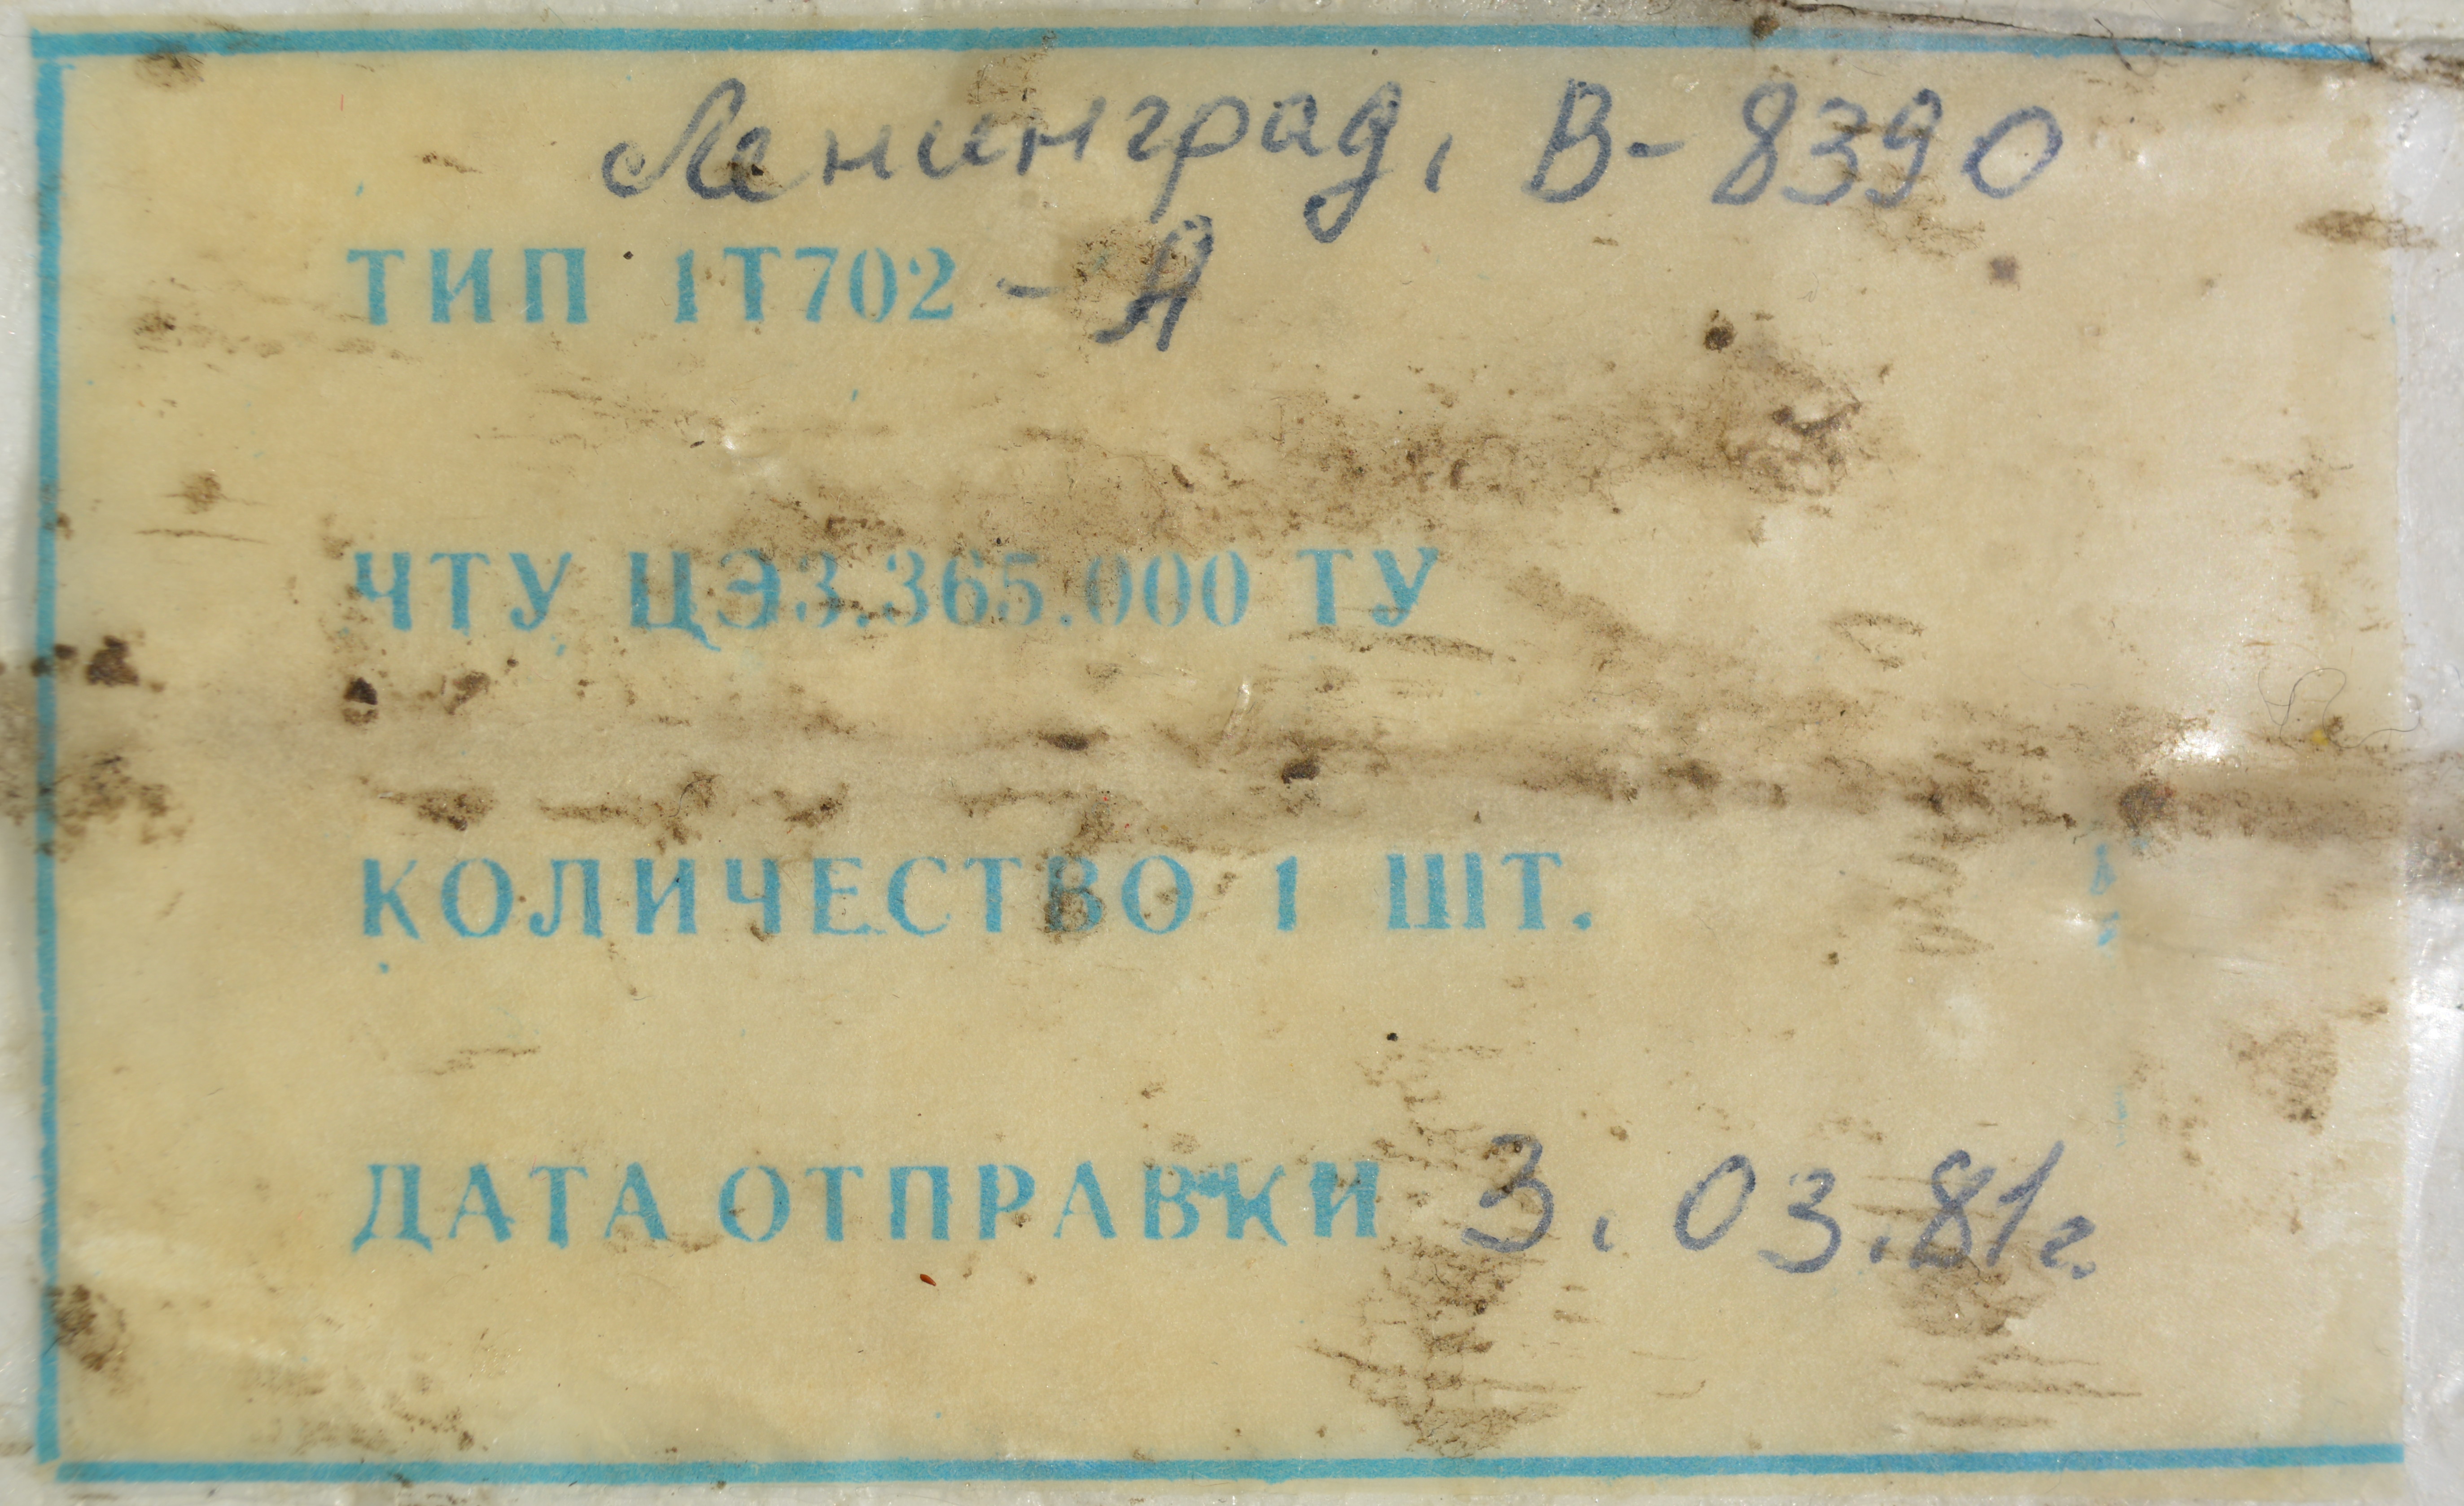 Ленинград, В-8390
ТИП 1Т702 - А
ЧТУ ЦЭ3.365.000 ТУ
КОЛИЧЕСТВО 1 ШТ.
ДАТА ОТПРАВКИ 3.03.81г.